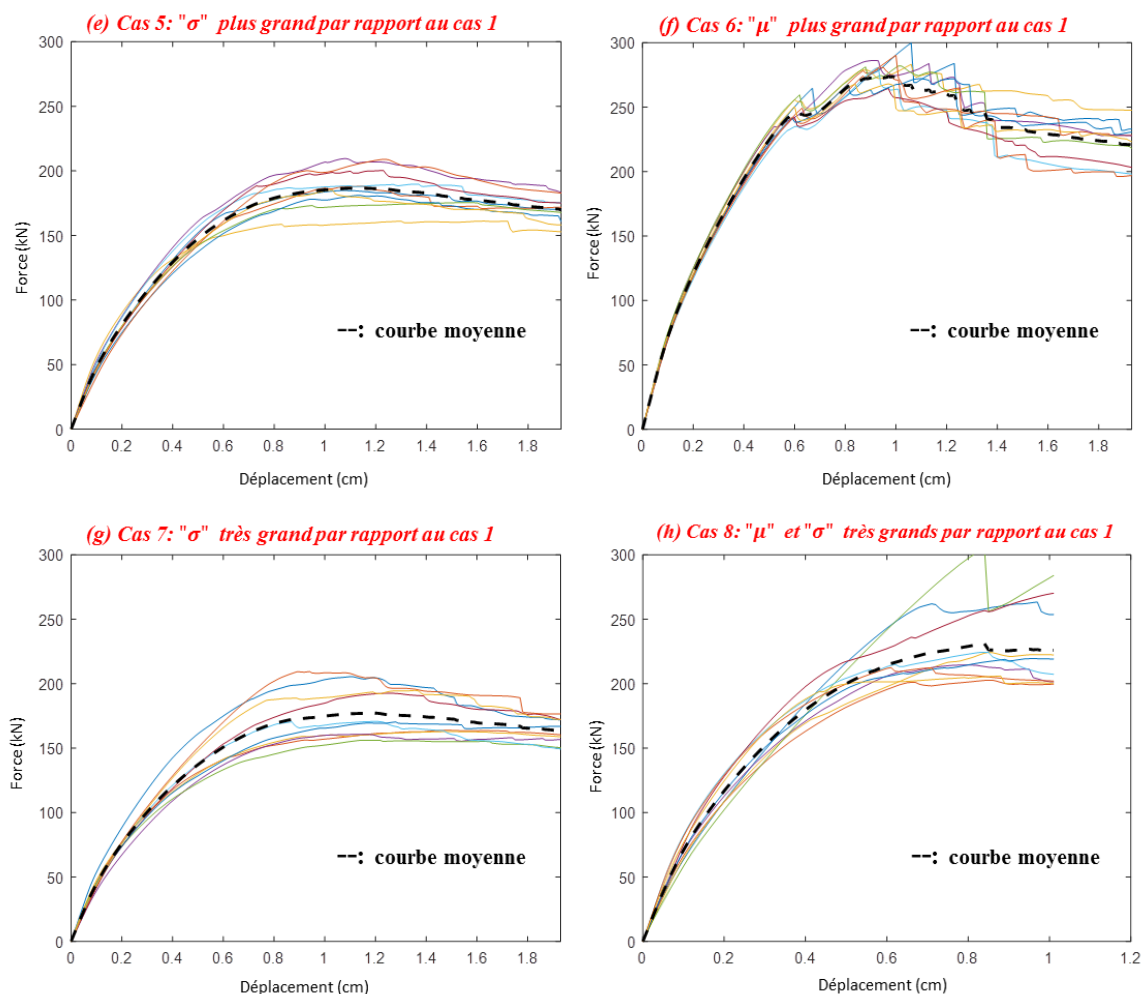 (e) Cas 5: "σ" plus grand par rapport au cas 1
300
250
200
150
100
50
0
Force (kN)
--: courbe moyenne
0 0.2 0.4 0.6 0.8 1 1.2 1.4 1.6 1.8
Déplacement (cm)
(f) Cas 6: "μ" plus grand par rapport au cas 1
300
250
200
150
100
50
0
Force (kN)
--: courbe moyenne
0 0.2 0.4 0.6 0.8 1 1.2 1.4 1.6 1.8
Déplacement (cm)
(g) Cas 7: "σ" très grand par rapport au cas 1
300
250
200
150
100
50
0
Force (kN)
--: courbe moyenne
0 0.2 0.4 0.6 0.8 1 1.2 1.4 1.6 1.8
Déplacement (cm)
(h) Cas 8: "μ" et "σ" très grands par rapport au cas 1
300
250
200
150
100
50
0
Force (kN)
--: courbe moyenne
0 0.2 0.4 0.6 0.8 1 1.2
Déplacement (cm)